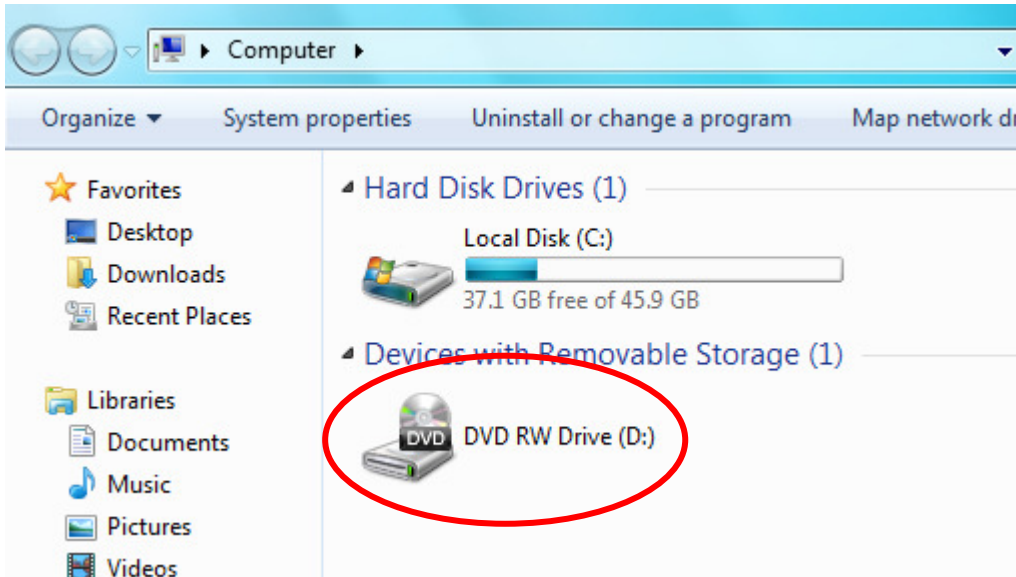 Computer
Organize System properties Uninstall or change a program Map network
Favorites
Desktop
Downloads
Recent Places
Libraries
Documents
Music
Pictures
Videos
Hard Disk Drives (1)
Local Disk (C:)
37.1 GB free of 45.9 GB
Devices with Removable Storage (1)
DVD
DVD RW Drive (D:)